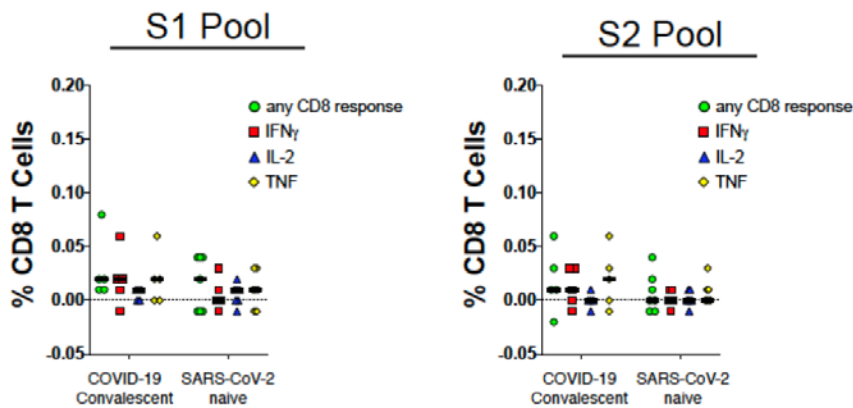 S1 Pool
% CD8 T Cells
0.20
0.15
0.10
0.05
0.00
-0.05
any CD8 response
IFNγ
IL-2
TNF
COVID-19
Convalescent
SARS-CoV-2
naive
S2 Pool
% CD8 T Cells
0.20
0.15
0.10
0.05
0.00
-0.05
any CD8 response
IFNγ
IL-2
TNF
COVID-19
Convalescent
SARS-CoV-2
naive